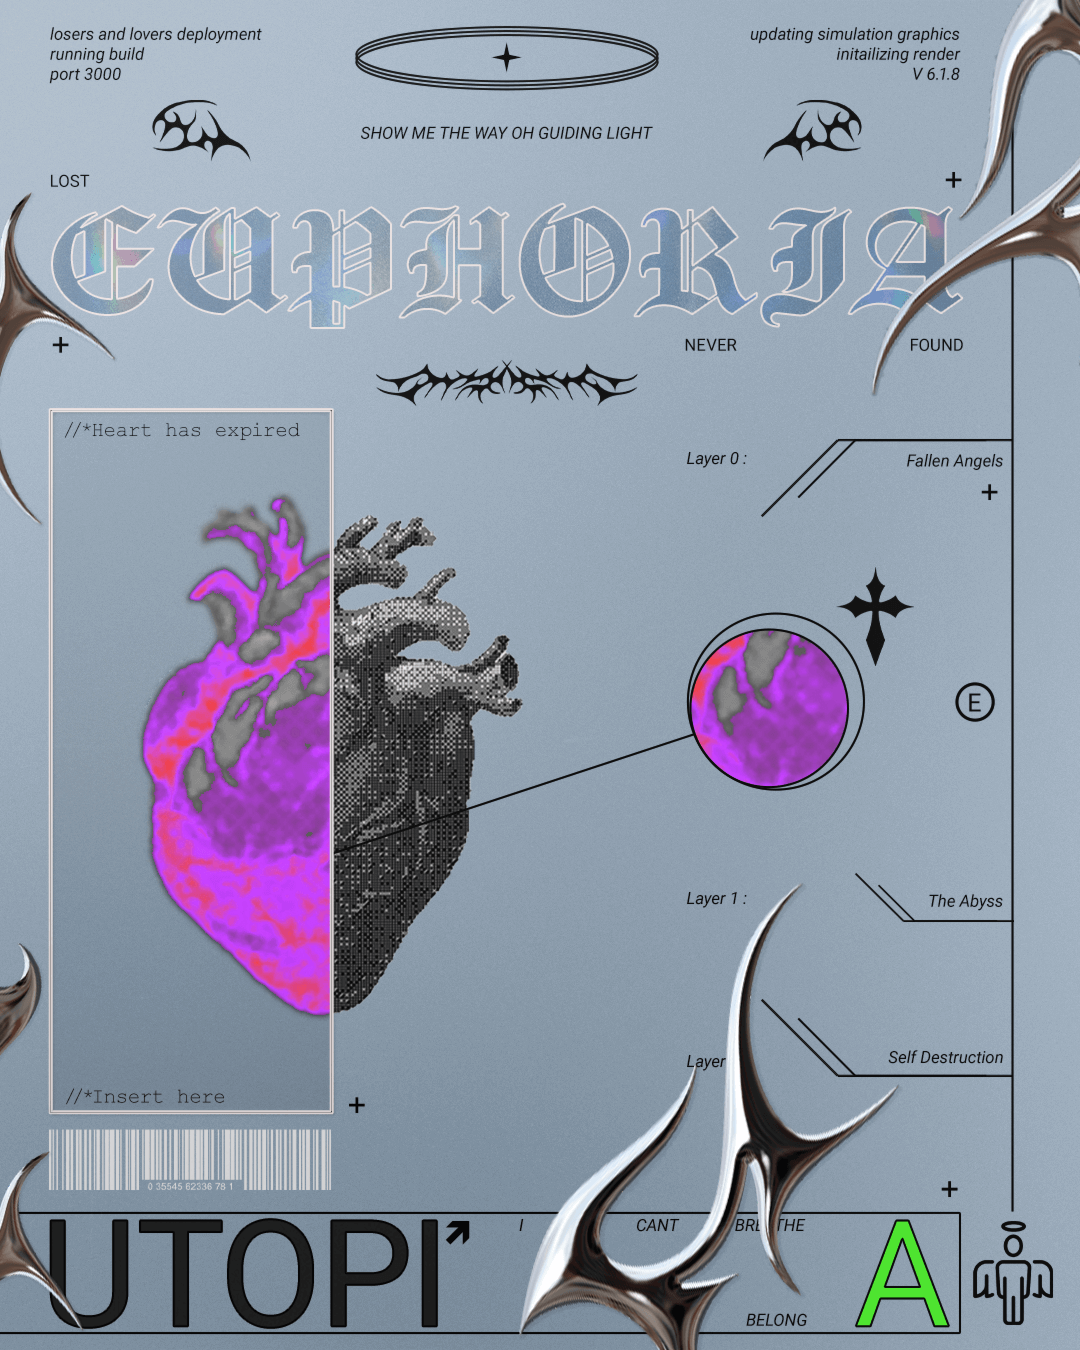 losers and lovers deployment
running build
port 3000
updating simulation graphics
initailizing render
V 6.1.8
SHOW ME THE WAY OH GUIDING LIGHT
LOST
EUPHORIA
NEVER
FOUND
//*Heart has expired
Layer 0 :
Fallen Angels
E
Layer 1 :
The Abyss
Layer
Self Destruction
//*Insert here
0 35545 62336 78 1
UTOPI
I
CANT
THE
BELONG
A